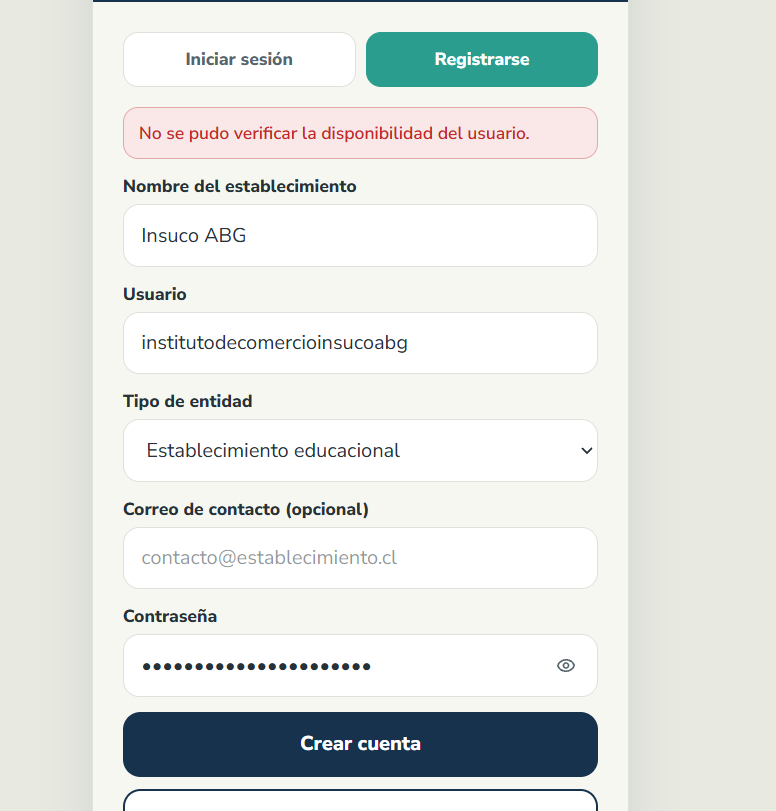 Iniciar sesión
Registrarse
No se pudo verificar la disponibilidad del usuario.
Nombre del establecimiento
Insuco ABG
Usuario
institutodecomercioinsucoabg
Tipo de entidad
Establecimiento educacional
Correo de contacto (opcional)
contacto@establecimiento.cl
Contraseña
••••••••••••••••••••••
Crear cuenta